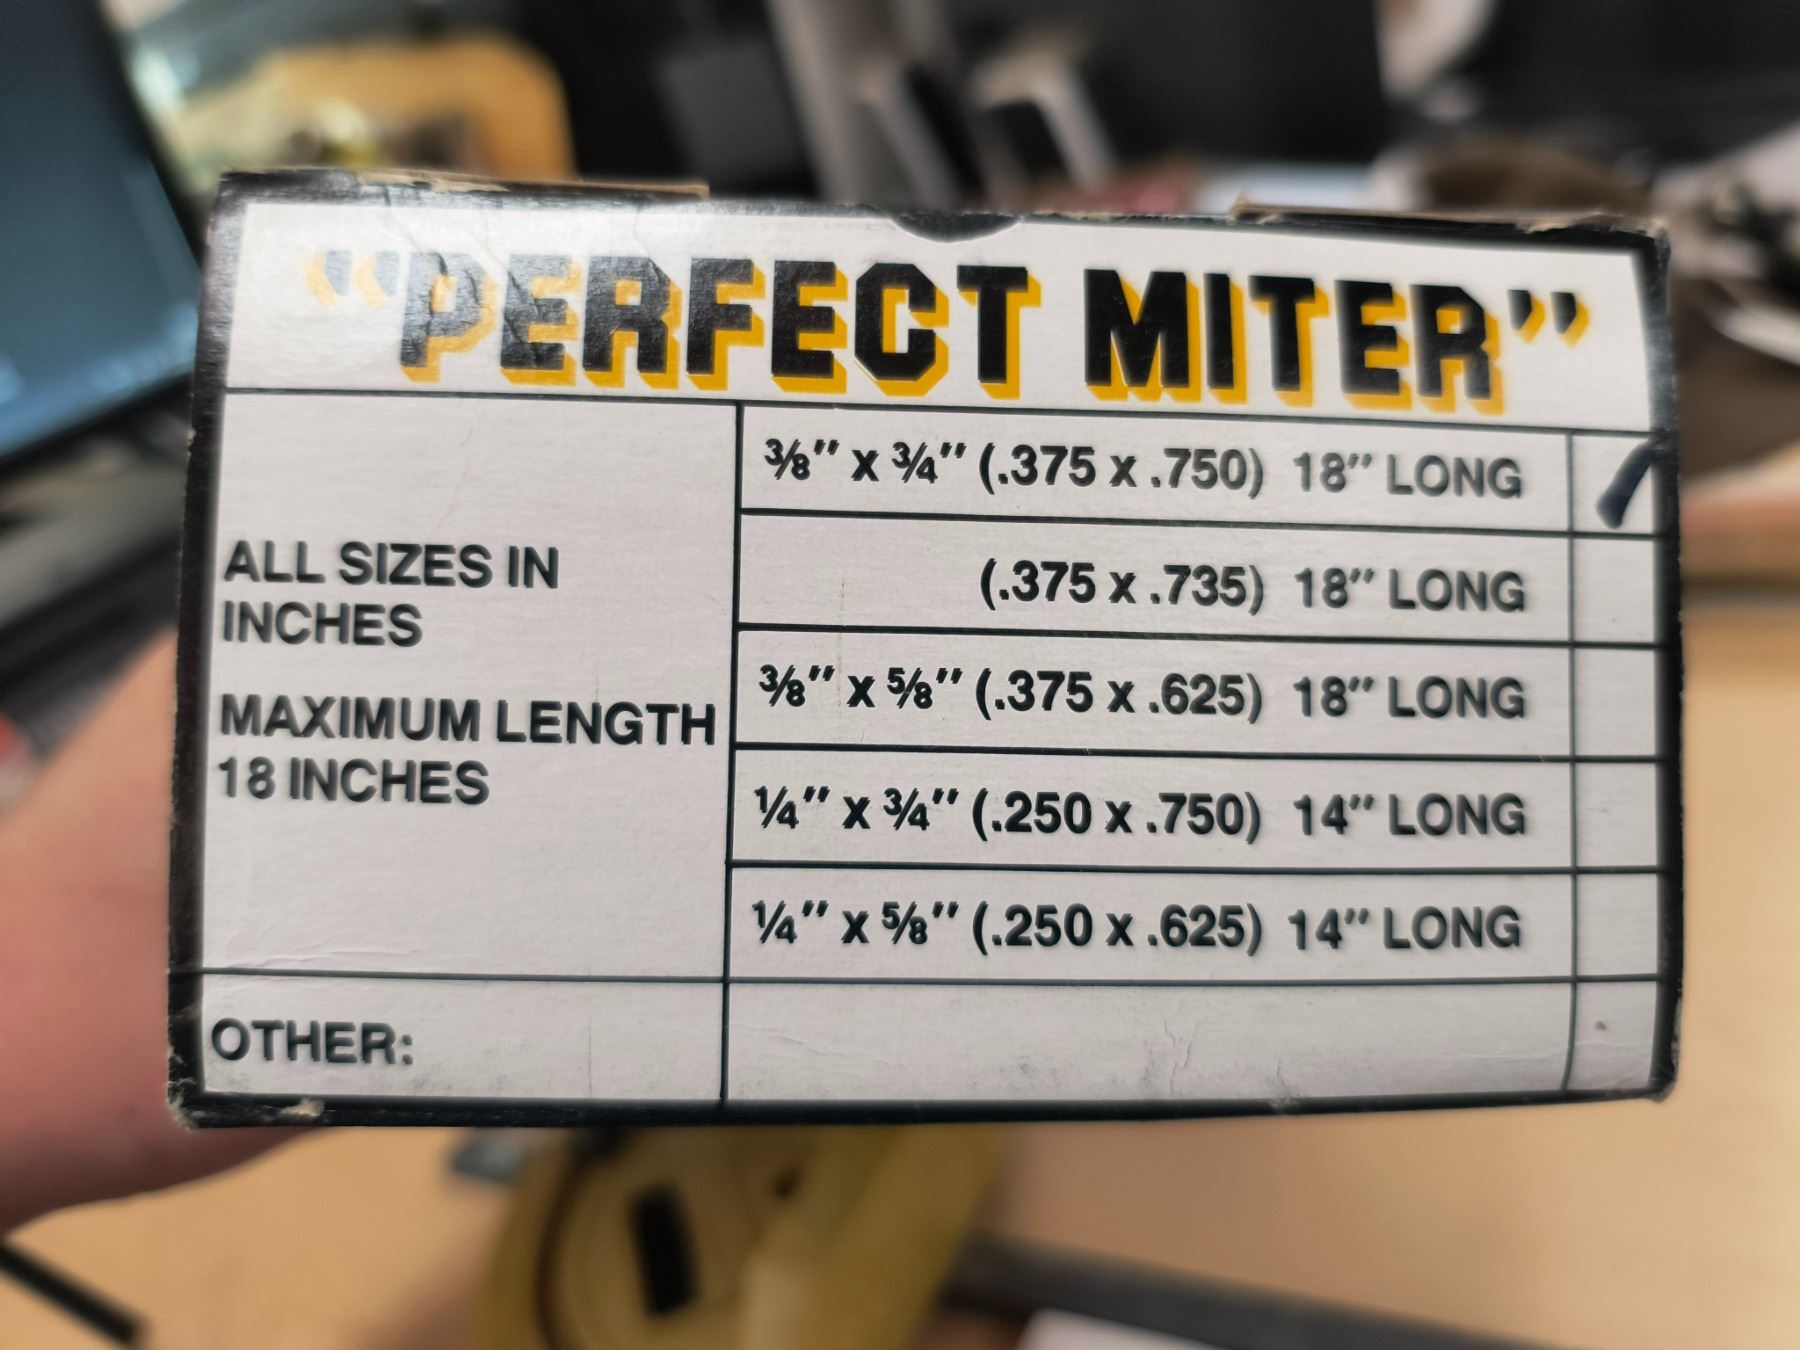 "PERFECT MITER"
ALL SIZES IN
INCHES
MAXIMUM LENGTH
18 INCHES
3/8" x 3/4" (.375 x .750) 18" LONG
(.375 x .735) 18" LONG
3/8" x 5/8" (.375 x .625) 18" LONG
1/4" x 3/4" (.250 x .750) 14" LONG
1/4" x 5/8" (.250 x .625) 14" LONG
OTHER: